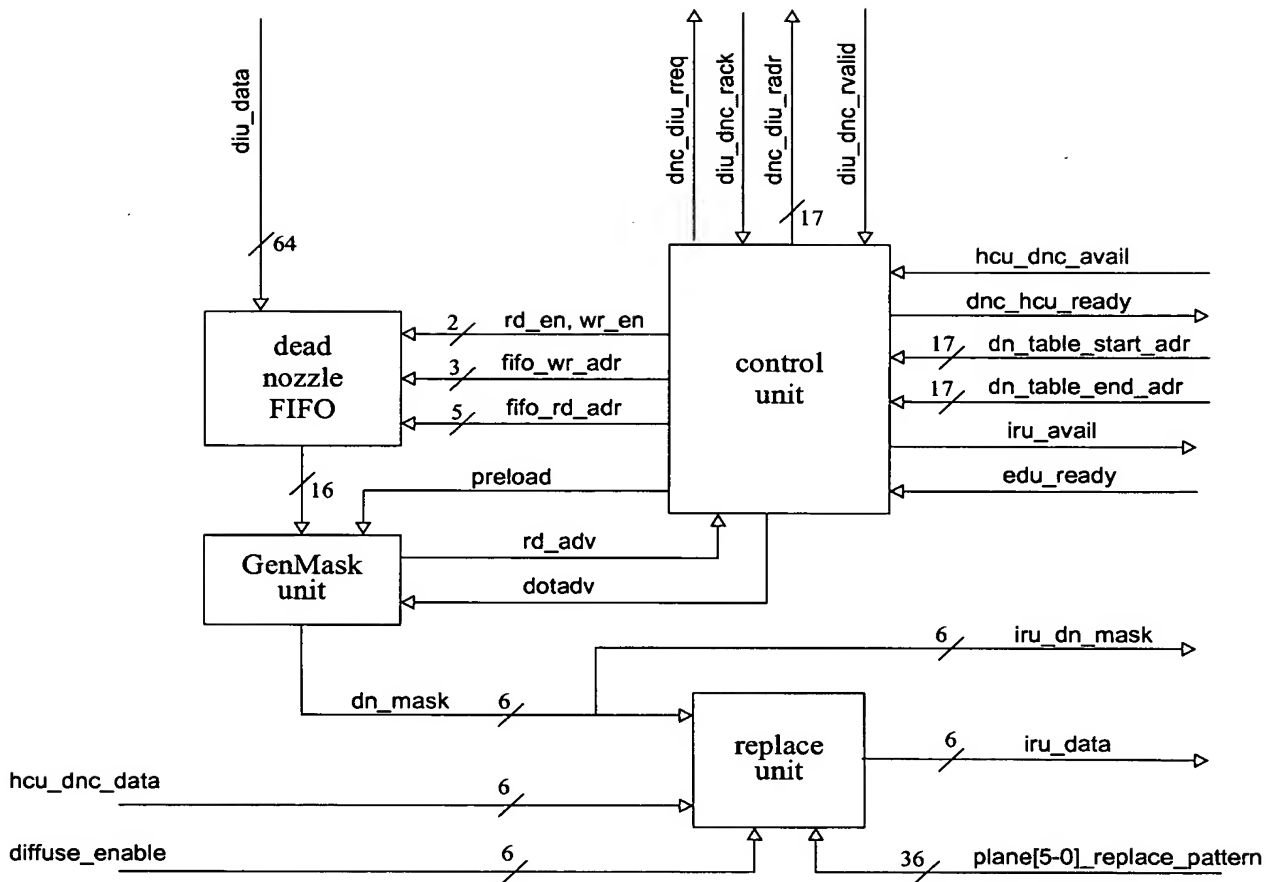 diu_data
dnc_diu_rreq
diu_dnc_rack
dnc_diu_radr
diu_dnc_rvalid
17
64
hcu_dnc_avail
dnc_hcu_ready
17 dn_table_start_adr
17 dn_table_end_adr
iru_avail
edu_ready
dead
nozzle
FIFO
2 rd_en, wr_en
3 fifo_wr_adr
5 fifo_rd_adr
control
unit
16
preload
GenMask
unit
rd_adv
dotadv
6 iru_dn_mask
dn_mask 6
replace
unit
6 iru_data
hcu_dnc_data 6
diffuse_enable 6
36 plane[5-0]_replace_pattern